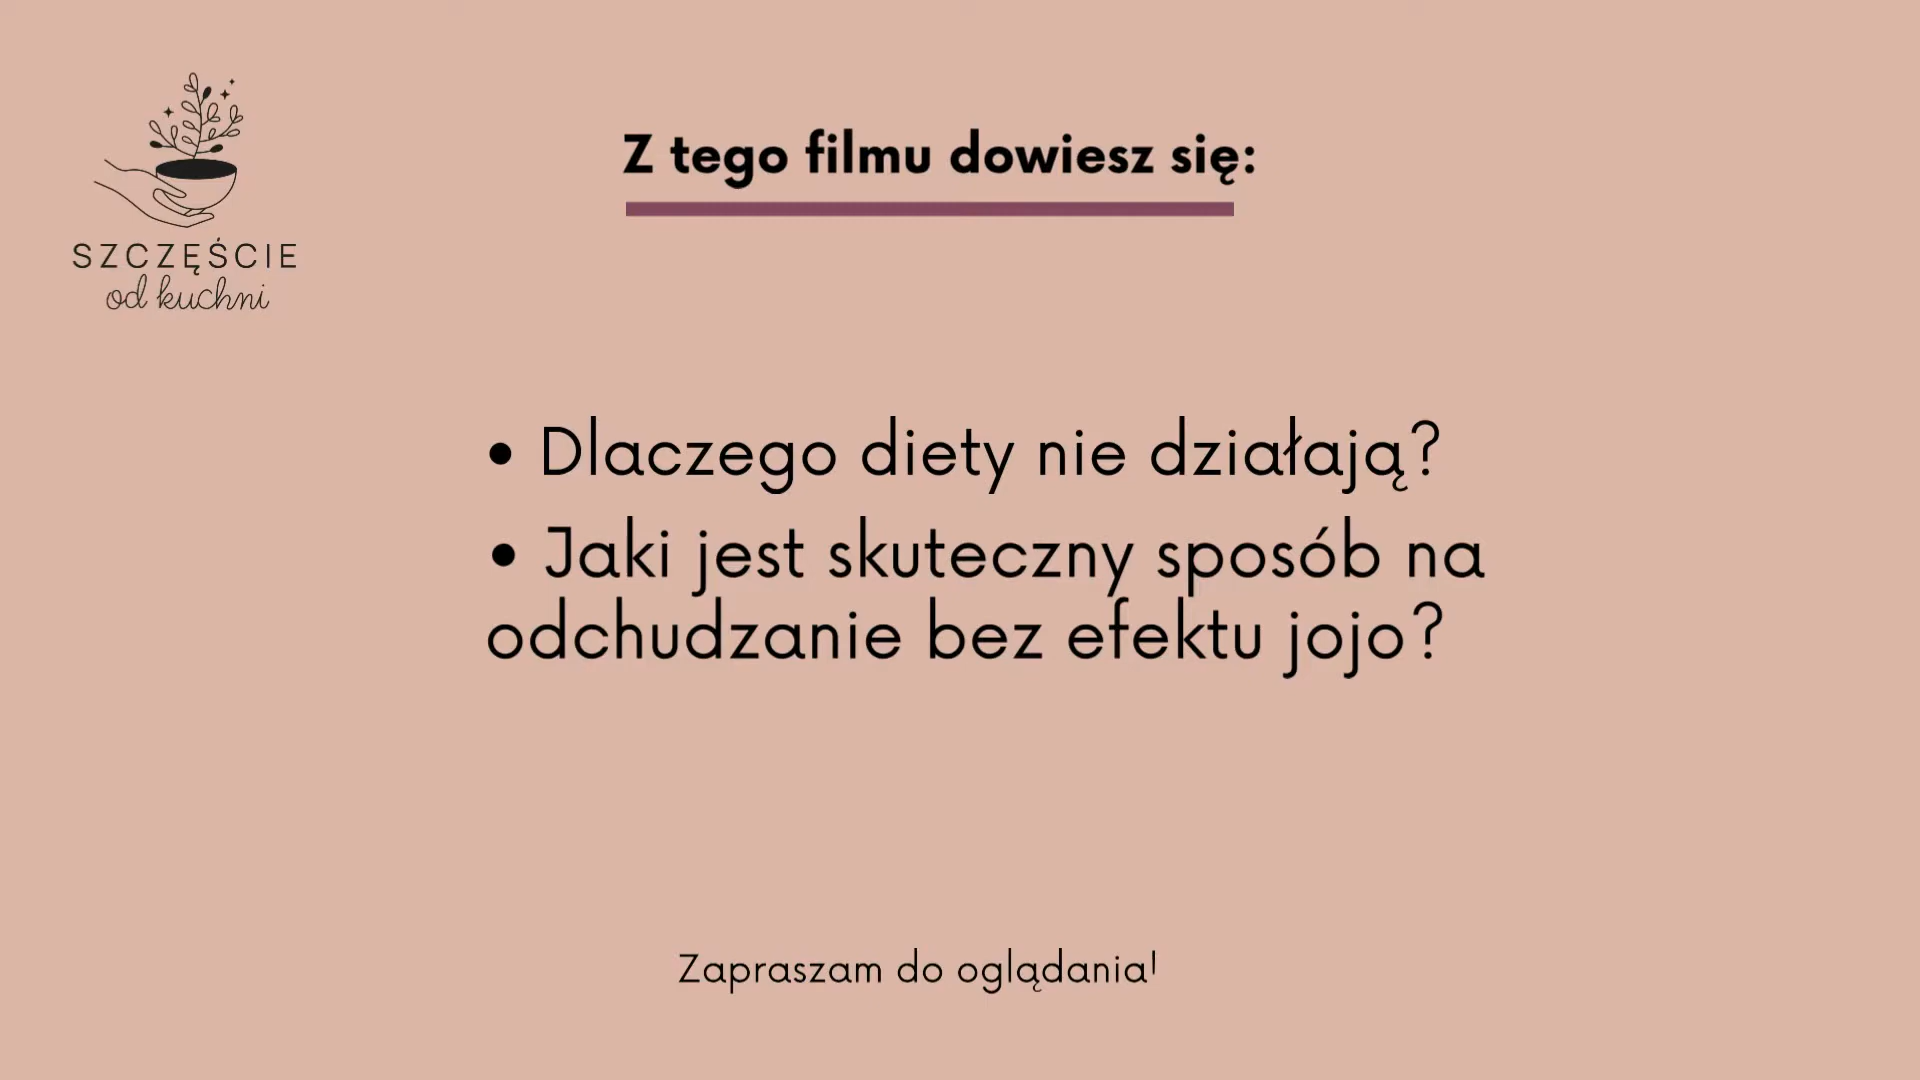 SZCZĘŚCIE
od kuchni
Z tego filmu dowiesz się:
• Dlaczego diety nie działają?
• Jaki jest skuteczny sposób na
odchudzanie bez efektu jojo?
Zapraszam do oglądania!